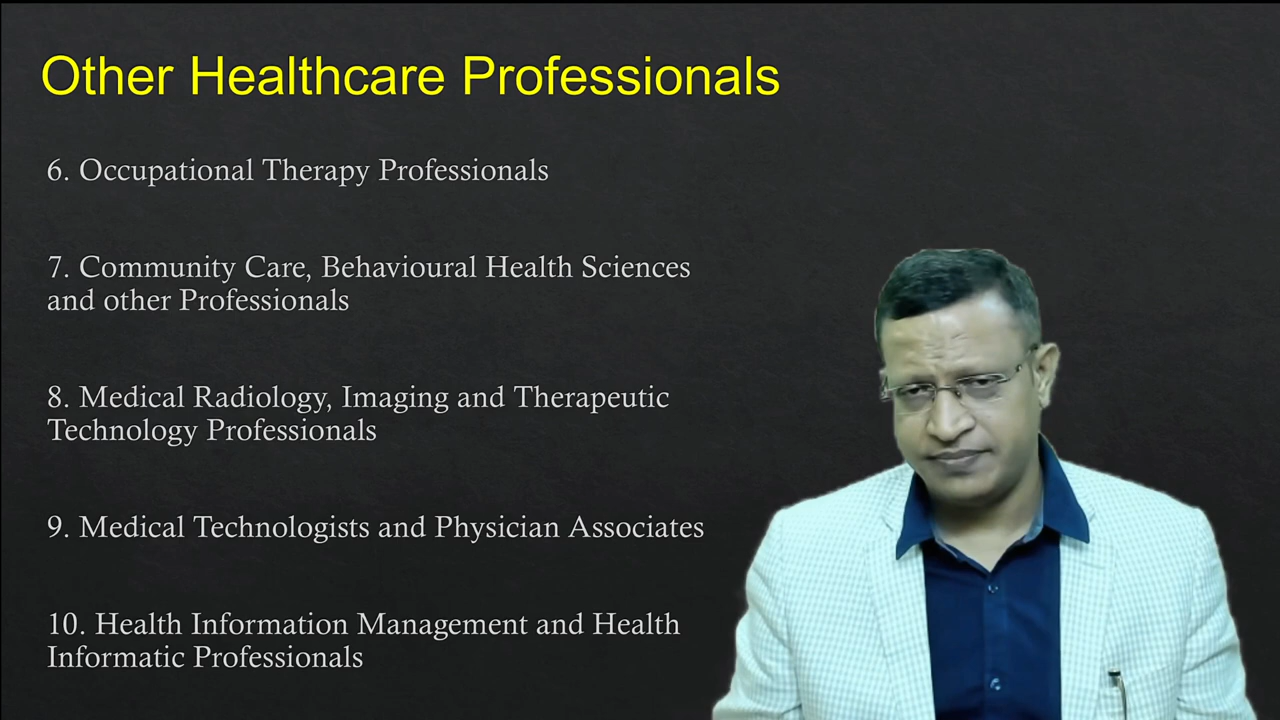 Other Healthcare Professionals
6. Occupational Therapy Professionals
7. Community Care, Behavioural Health Sciences
and other Professionals
8. Medical Radiology, Imaging and Therapeutic
Technology Professionals
9. Medical Technologists and Physician Associates
10. Health Information Management and Health
Informatic Professionals